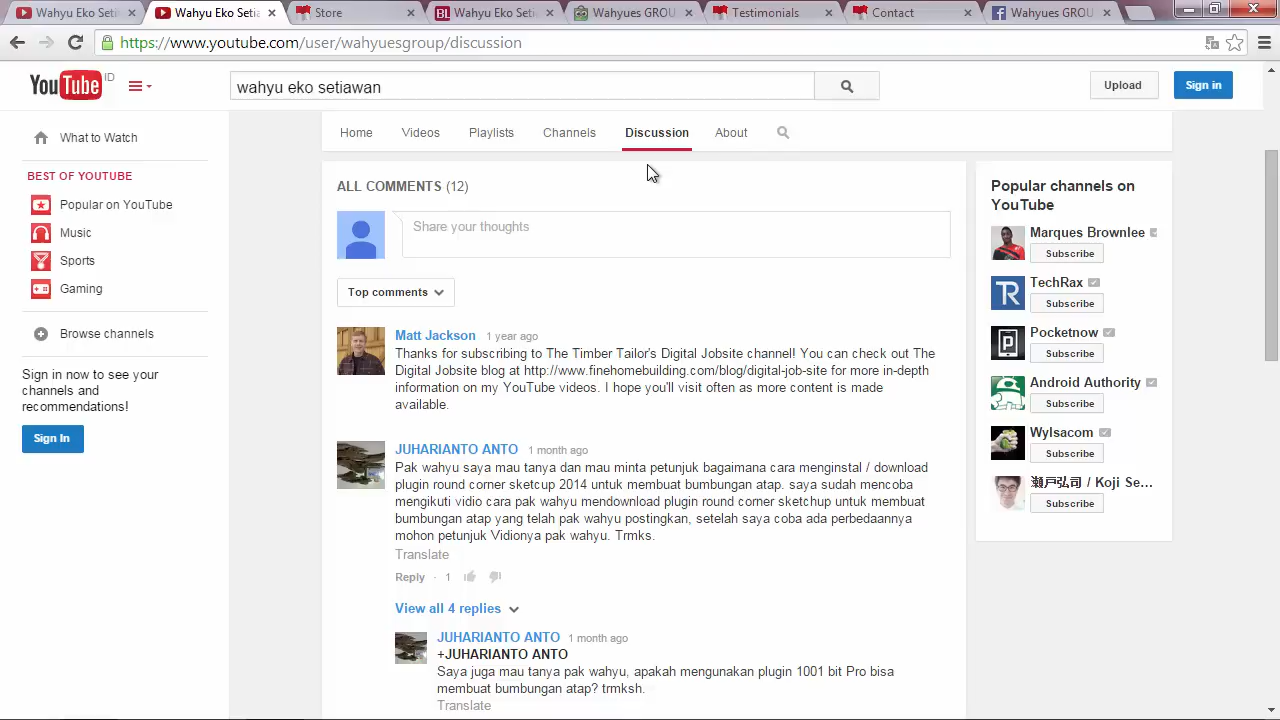 Wahyu Eko Seti
Wahyu Eko Setia
Store
Wahyu Eko Seti
Wahyues GROU
Testimonials
Contact
Wahyues GROU
https://www.youtube.com/user/wahyuesgroup/discussion
YouTube ID
wahyu eko setiawan
Upload
Sign in
Home
Videos
Playlists
Channels
Discussion
About
What to Watch
BEST OF YOUTUBE
Popular on YouTube
Music
Sports
Gaming
Browse channels
Sign in now to see your
channels and
recommendations!
Sign In
ALL COMMENTS (12)
Share your thoughts
Top comments
Matt Jackson 1 year ago
Thanks for subscribing to The Timber Tailor's Digital Jobsite channel! You can check out The
Digital Jobsite blog at http://www.finehomebuilding.com/blog/digital-job-site for more in-depth
information on my YouTube videos. I hope you'll visit often as more content is made
available.
JUHARIANTO ANTO 1 month ago
Pak wahyu saya mau tanya dan mau minta petunjuk bagaimana cara menginstal / download
plugin round corner sketcup 2014 untuk membuat bumbungan atap. saya sudah mencoba
mengikuti vidio cara pak wahyu mendownload plugin round corner sketchup untuk membuat
bumbungan atap yang telah pak wahyu postingkan, setelah saya coba ada perbedaannya
mohon petunjuk Vidionya pak wahyu. Trmks.
Translate
Reply · 1
View all 4 replies
JUHARIANTO ANTO 1 month ago
+JUHARIANTO ANTO
Saya juga mau tanya pak wahyu, apakah mengunakan plugin 1001 bit Pro bisa
membuat bumbungan atap? trmksh.
Translate
Popular channels on
YouTube
Marques Brownlee
Subscribe
TechRax
Subscribe
Pocketnow
Subscribe
Android Authority
Subscribe
Wylsacom
Subscribe
瀬戸弘司 / Koji Se...
Subscribe